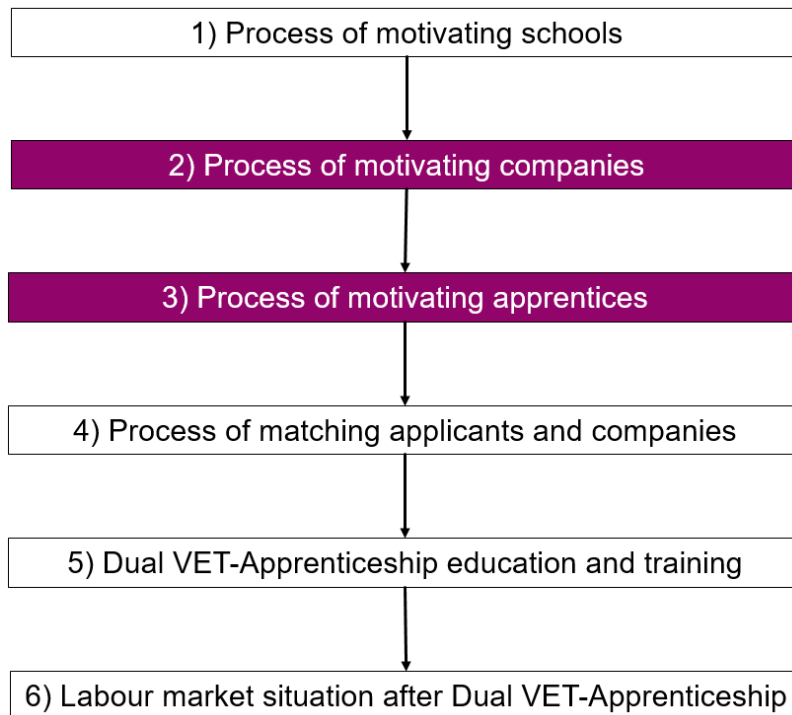 1) Process of motivating schools
2) Process of motivating companies
3) Process of motivating apprentices
4) Process of matching applicants and companies
5) Dual VET-Apprenticeship education and training
6) Labour market situation after Dual VET-Apprenticeship